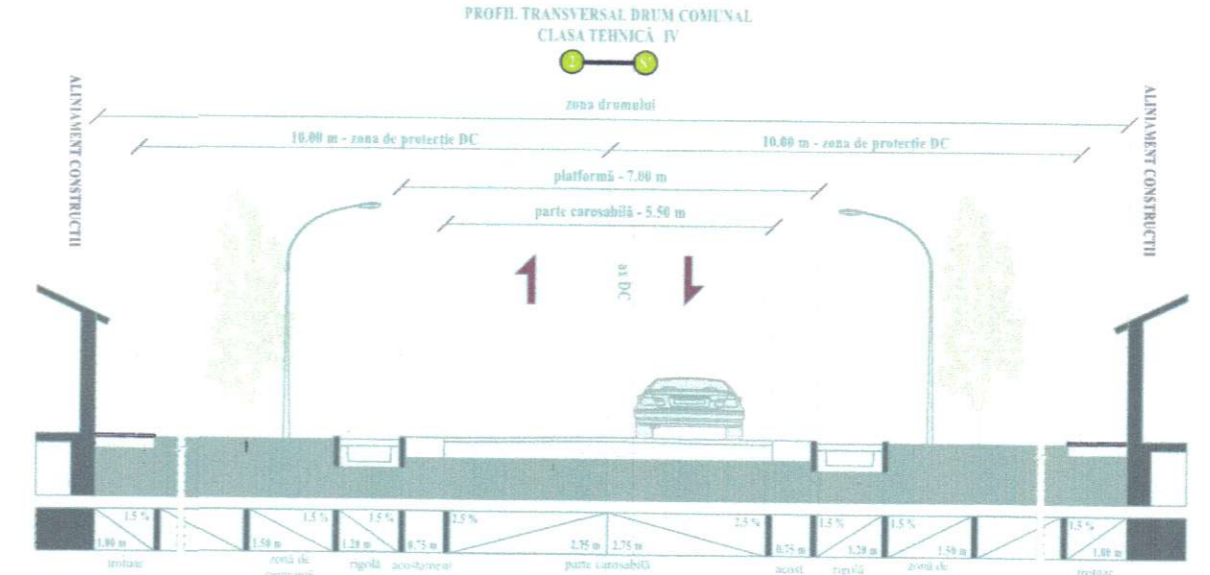 PROFIL TRANSVERSAL DRUM COMUNAL
CLASA TEHNICĂ IV
ALINIAMENT CONSTRUCTII
ALINIAMENT CONSTRUCTII
zona drumului
10.00 m - zona de protectie DC
10.00 m - zona de protectie DC
platformă - 7.00 m
parte carosabilă - 5.50 m
ax DC
1.5 % 1.5 % 1.5 % 2.5 % 2.5 % 1.5 % 1.5 % 1.5 %
1.00 m 1.50 m 1.20 m 0.75 m 2.75 m 2.75 m 0.75 m 1.20 m 1.50 m 1.00 m
trotuar zonă de rigolă acostament parte carosabilă acost. rigolă zonă de trotuar